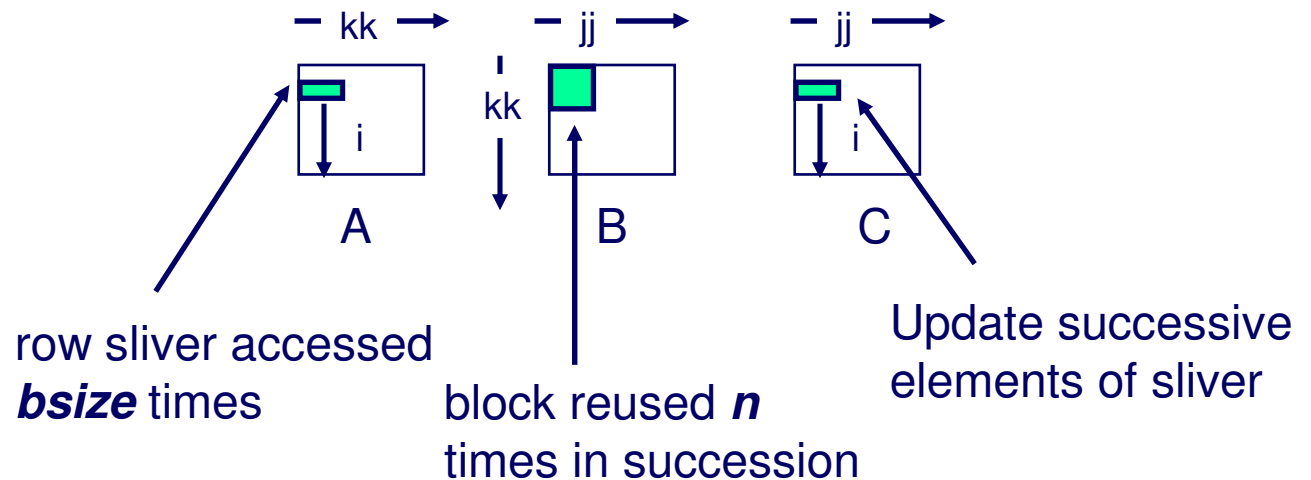 kk
jj
jj
kk
i
i
A
B
C
row sliver accessed
bsize times
block reused n
times in succession
Update successive
elements of sliver